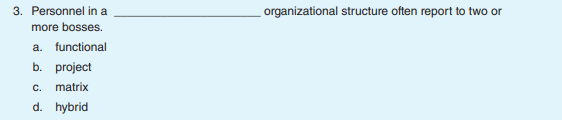 3. Personnel in a ______________________ organizational structure often report to two or
more bosses.
a. functional
b. project
c. matrix
d. hybrid